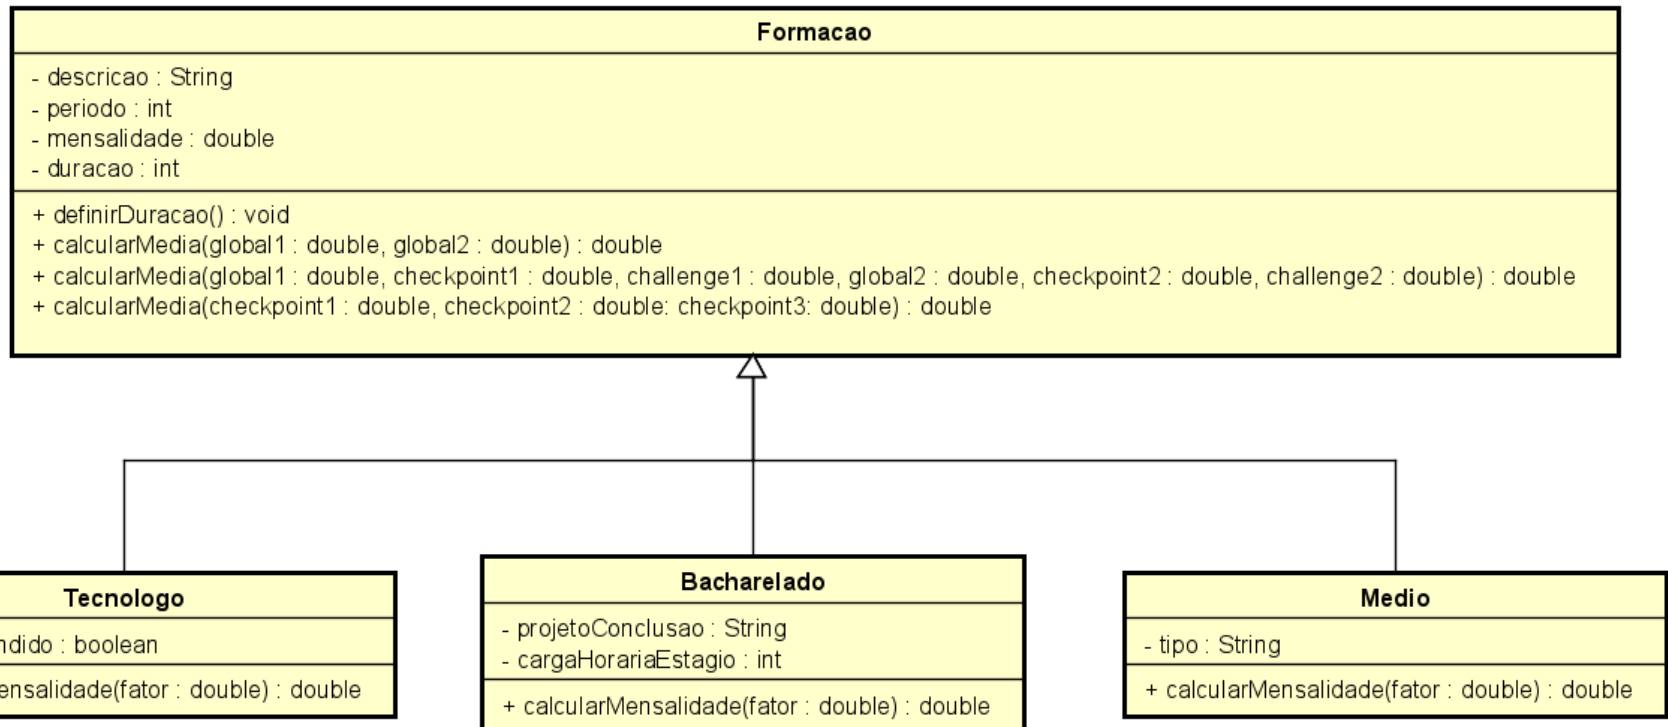 Formacao
- descricao : String
- periodo : int
- mensalidade : double
- duracao : int
+ definirDuracao() : void
+ calcularMedia(global1 : double, global2 : double) : double
+ calcularMedia(global1 : double, checkpoint1 : double, challenge1 : double, global2 : double, checkpoint2 : double, challenge2 : double) : double
+ calcularMedia(checkpoint1 : double, checkpoint2 : double: checkpoint3: double) : double
Tecnologo
ndido : boolean
ensalidade(fator : double) : double
Bacharelado
- projetoConclusao : String
- cargaHorariaEstagio : int
+ calcularMensalidade(fator : double) : double
Medio
- tipo : String
+ calcularMensalidade(fator : double) : double